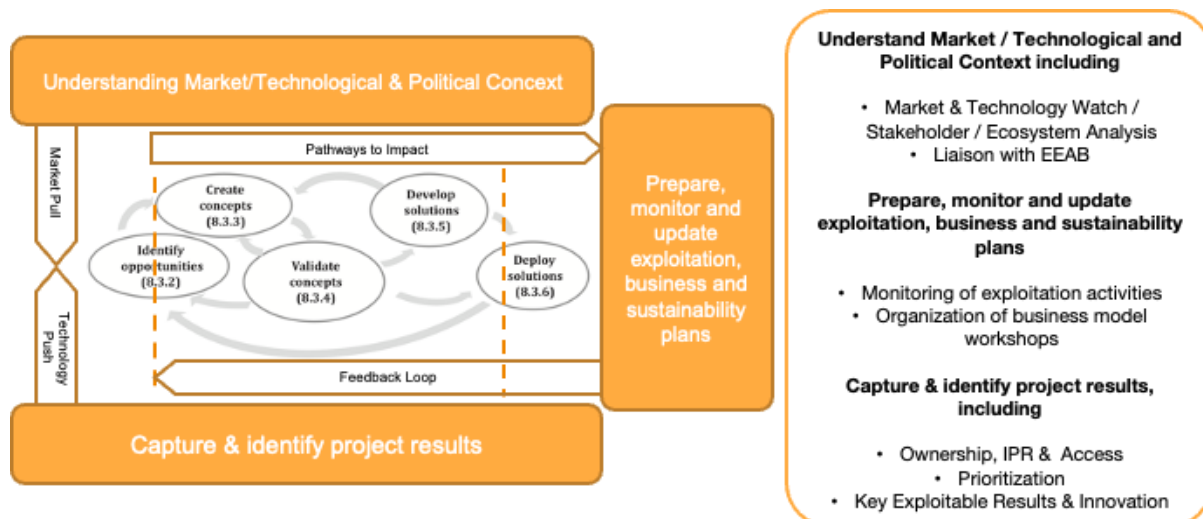 Understanding Market/Technological & Political Concext
Market Pull
Technology
Push
Pathways to Impact
Create
concepts
(8.3.3)
Develop
solutions
(8.3.5)
Identify
opportunities
(8.3.2)
Validate
concepts
(8.3.4)
Deploy
solutions
(8.3.6)
Feedback Loop
Capture & identify project results
Prepare,
monitor and
update
exploitation,
business and
sustainability
plans
Understand Market / Technological and
Political Context including
• Market & Technology Watch /
Stakeholder / Ecosystem Analysis
• Liaison with EEAB
Prepare, monitor and update
exploitation, business and sustainability
plans
• Monitoring of exploitation activities
• Organization of business model
workshops
Capture & identify project results,
including
• Ownership, IPR & Access
• Prioritization
• Key Exploitable Results & Innovation